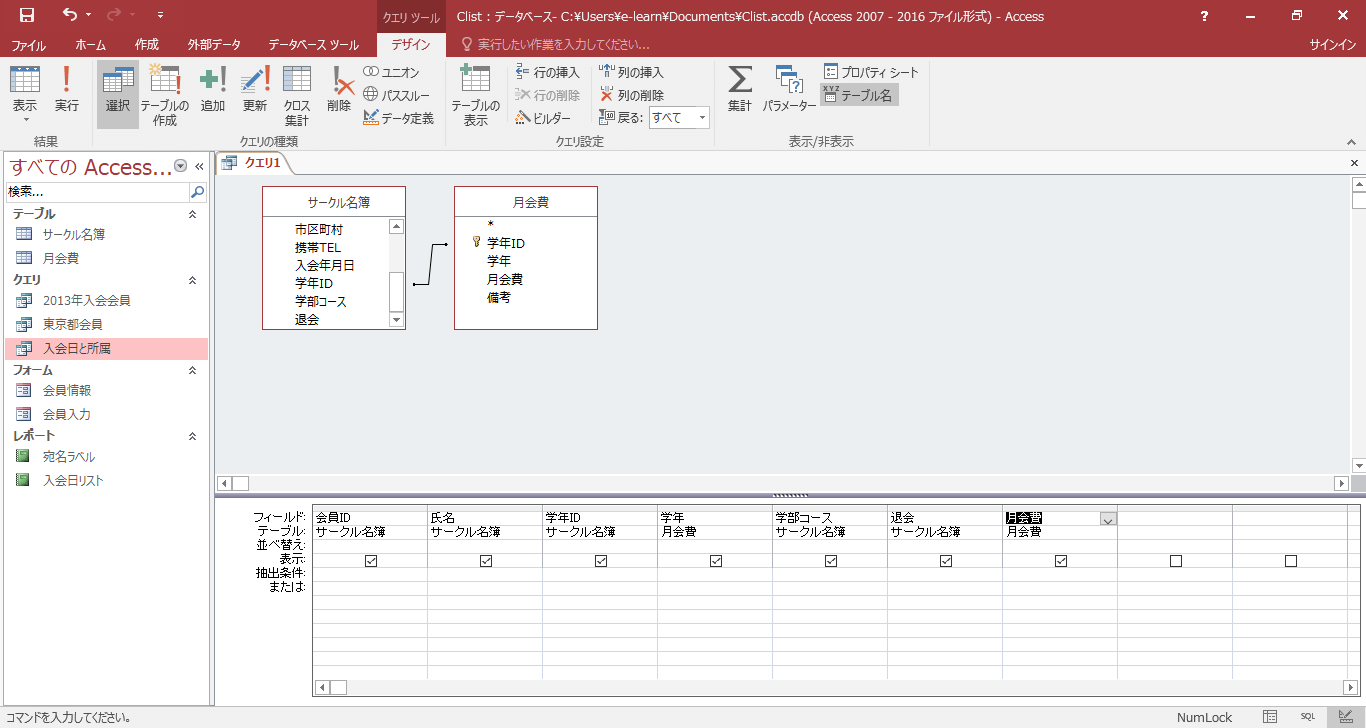 クエリ ツール
Clist : データベース- C:¥Users¥e-learn¥Documents¥Clist.accdb (Access 2007 - 2016 ファイル形式) - Access
?
ファイル ホーム 作成 外部データ データベース ツール デザイン 実行したい作業を入力してください... サインイン
表示 実行 選択 テーブルの作成 追加 更新 クロス集計 削除
ユニオン
パススルー
データ定義
テーブルの表示
行の挿入
行の削除
ビルダー
列の挿入
列の削除
戻る: すべて
集計 パラメーター
プロパティ シート
テーブル名
結果 クエリの種類 クエリ設定 表示/非表示
すべての Access...
検索...
テーブル
サークル名簿
月会費
クエリ
2013年入会会員
東京都会員
入会日と所属
フォーム
会員情報
会員入力
レポート
宛名ラベル
入会日リスト
クエリ1
サークル名簿
市区町村
携帯TEL
入会年月日
学年ID
学部コース
退会
月会費
*
学年ID
学年
月会費
備考
フィールド: 会員ID 氏名 学年ID 学年 学部コース 退会 月会費
テーブル: サークル名簿 サークル名簿 サークル名簿 月会費 サークル名簿 サークル名簿 月会費
並べ替え:
表示:
抽出条件:
または:
コマンドを入力してください。 NumLock SQL